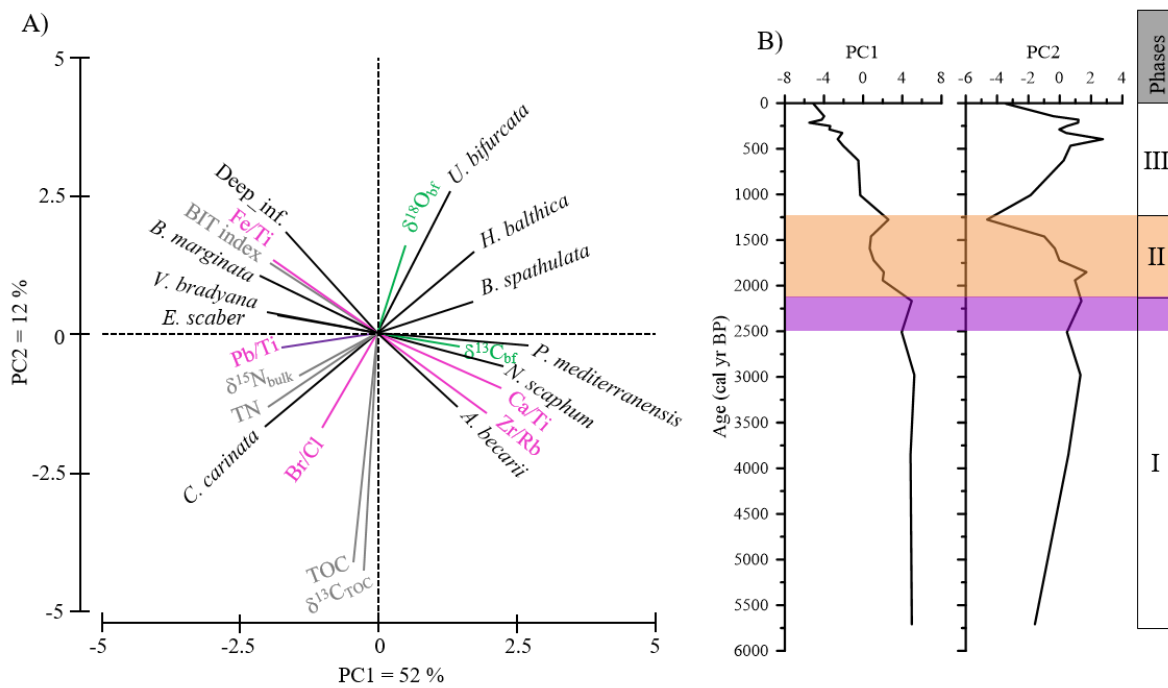 A)
5
2.5
0
-2.5
-5
PC2 = 12 %
-5
-2.5
0
2.5
5
PC1 = 52 %
Deep_inf.
Fe/Ti
BIT index
B. marginata
V. bradyana
E. scaber
Pb/Ti
δ15Nbulk
TN
C. carinata
Br/Cl
TOC
δ13CTOC
δ18Obf
U. bifurcata
H. balthica
B. spathulata
δ13Cbf
P. mediterranensis
N. scaphum
Ca/Ti
Zr/Rb
A. becarii
B)
PC1
-8 -4 0 4 8
PC2
-6 -4 -2 0 2 4
Phases
Age (cal yr BP)
0
500
1000
1500
2000
2500
3000
3500
4000
4500
5000
5500
6000
III
II
I